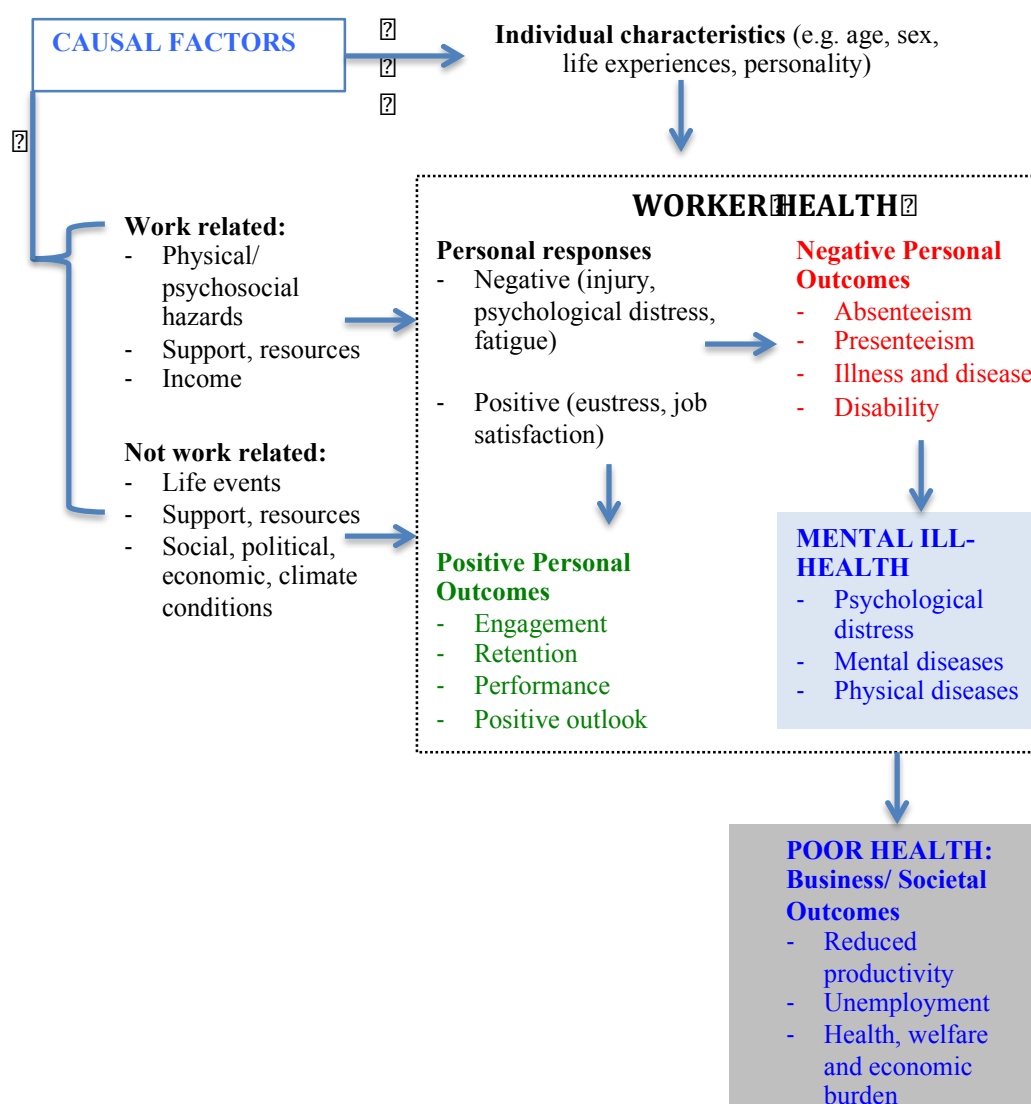 CAUSAL FACTORS
Individual characteristics (e.g. age, sex,
life experiences, personality)
WORKER HEALTH
Work related:
- Physical/
psychosocial
hazards
- Support, resources
- Income
Not work related:
- Life events
- Support, resources
- Social, political,
economic, climate
conditions
Personal responses
- Negative (injury,
psychological distress,
fatigue)
- Positive (eustress, job
satisfaction)
Positive Personal
Outcomes
- Engagement
- Retention
- Performance
- Positive outlook
Negative Personal
Outcomes
- Absenteeism
- Presenteeism
- Illness and disease
- Disability
MENTAL ILL-
HEALTH
- Psychological
distress
- Mental diseases
- Physical diseases
POOR HEALTH:
Business/ Societal
Outcomes
- Reduced
productivity
- Unemployment
- Health, welfare
and economic
burden